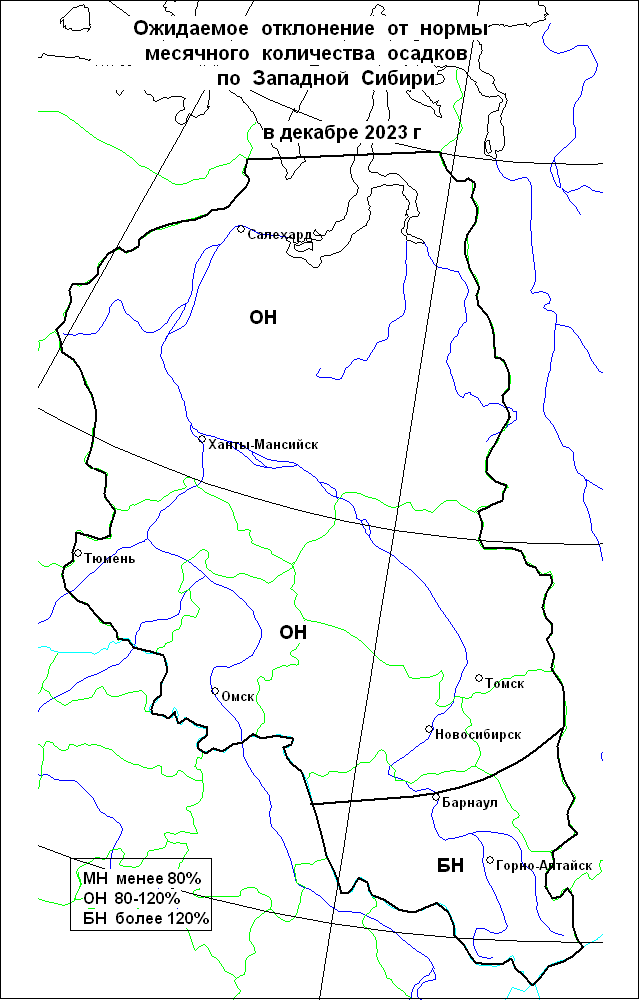 Ожидаемое отклонение от нормы
месячного количества осадков
по Западной Сибири
в декабре 2023 г
Салехард
ОН
Ханты-Мансийск
Тюмень
ОН
Томск
Омск
Новосибирск
Барнаул
БН
Горно-Алтайск
МН менее 80%
ОН 80-120%
БН более 120%